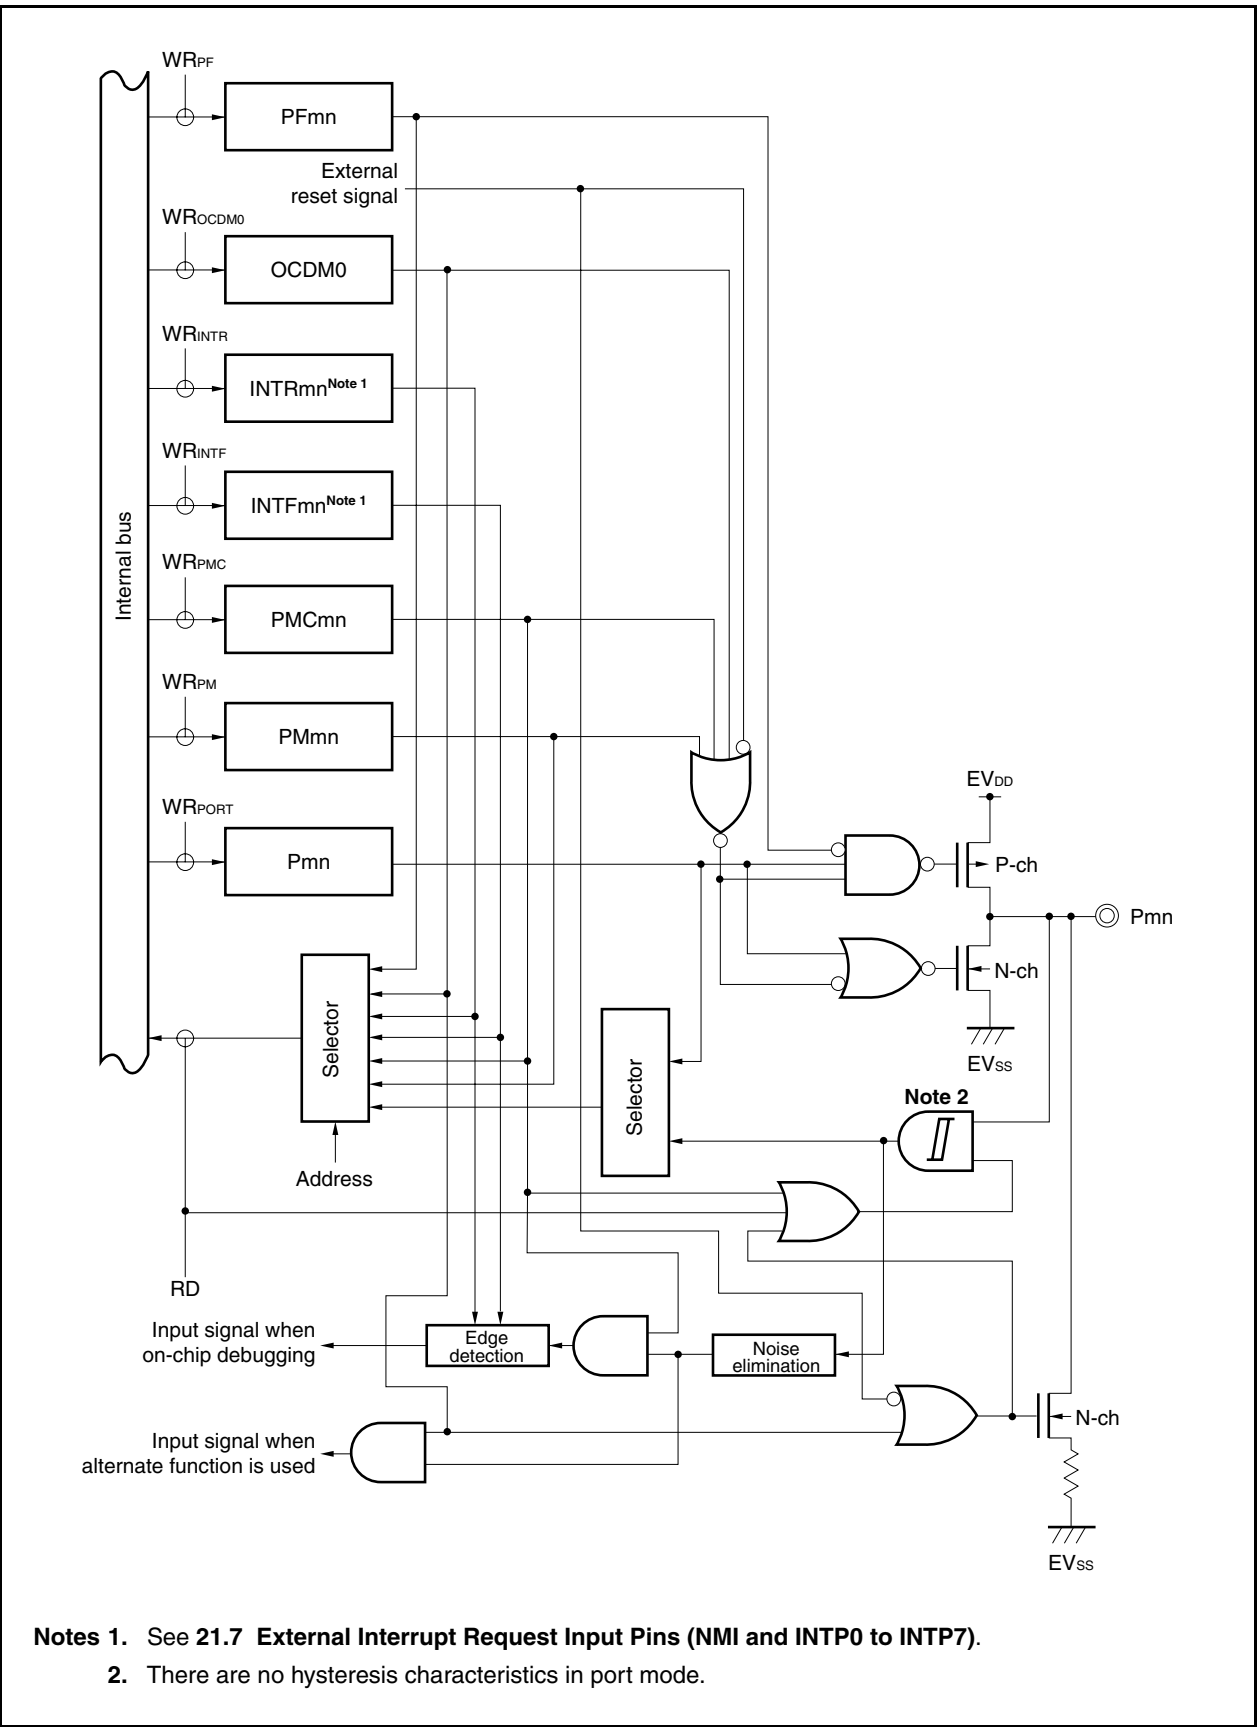 WRPF
PFmn
External
reset signal
WROCDM0
OCDM0
WRINTR
INTRmnNote 1
WRINTF
INTFmnNote 1
Internal bus
WRPMC
PMCmn
WRPM
PMmn
EVDD
WRPORT
Pmn
P-ch
Pmn
N-ch
Selector
Selector
EVSS
Note 2
Address
RD
Input signal when
on-chip debugging
Edge
detection
Noise
elimination
N-ch
Input signal when
alternate function is used
EVSS
Notes 1. See 21.7 External Interrupt Request Input Pins (NMI and INTP0 to INTP7).
2. There are no hysteresis characteristics in port mode.